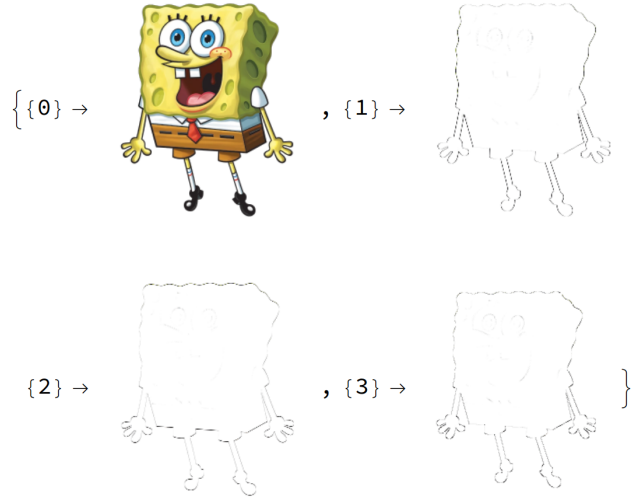 {{0} → , {1} →
{2} → , {3} → }